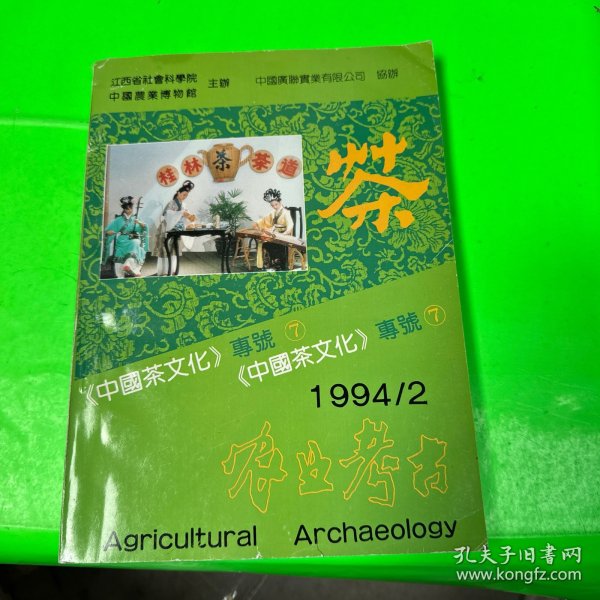 江西省社會科學院
中國農業博物館
主辦
中國廣聯實業有限公司 協辦
桂林茶茶道
茶
《中國茶文化》專號⑦
《中國茶文化》專號⑦
1994/2
农业考古
Agricultural Archaeology
孔夫子旧书网
www.kongfz.com